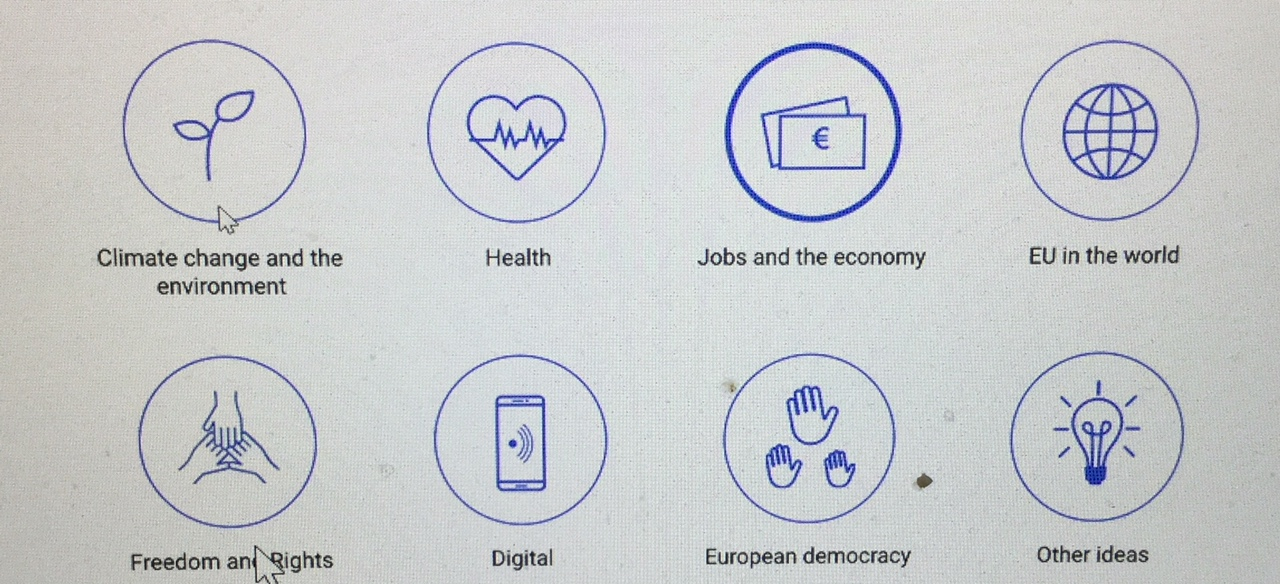 €
Climate change and the
environment
Health
Jobs and the economy
EU in the world
Freedom and Rights
Digital
European democracy
Other ideas